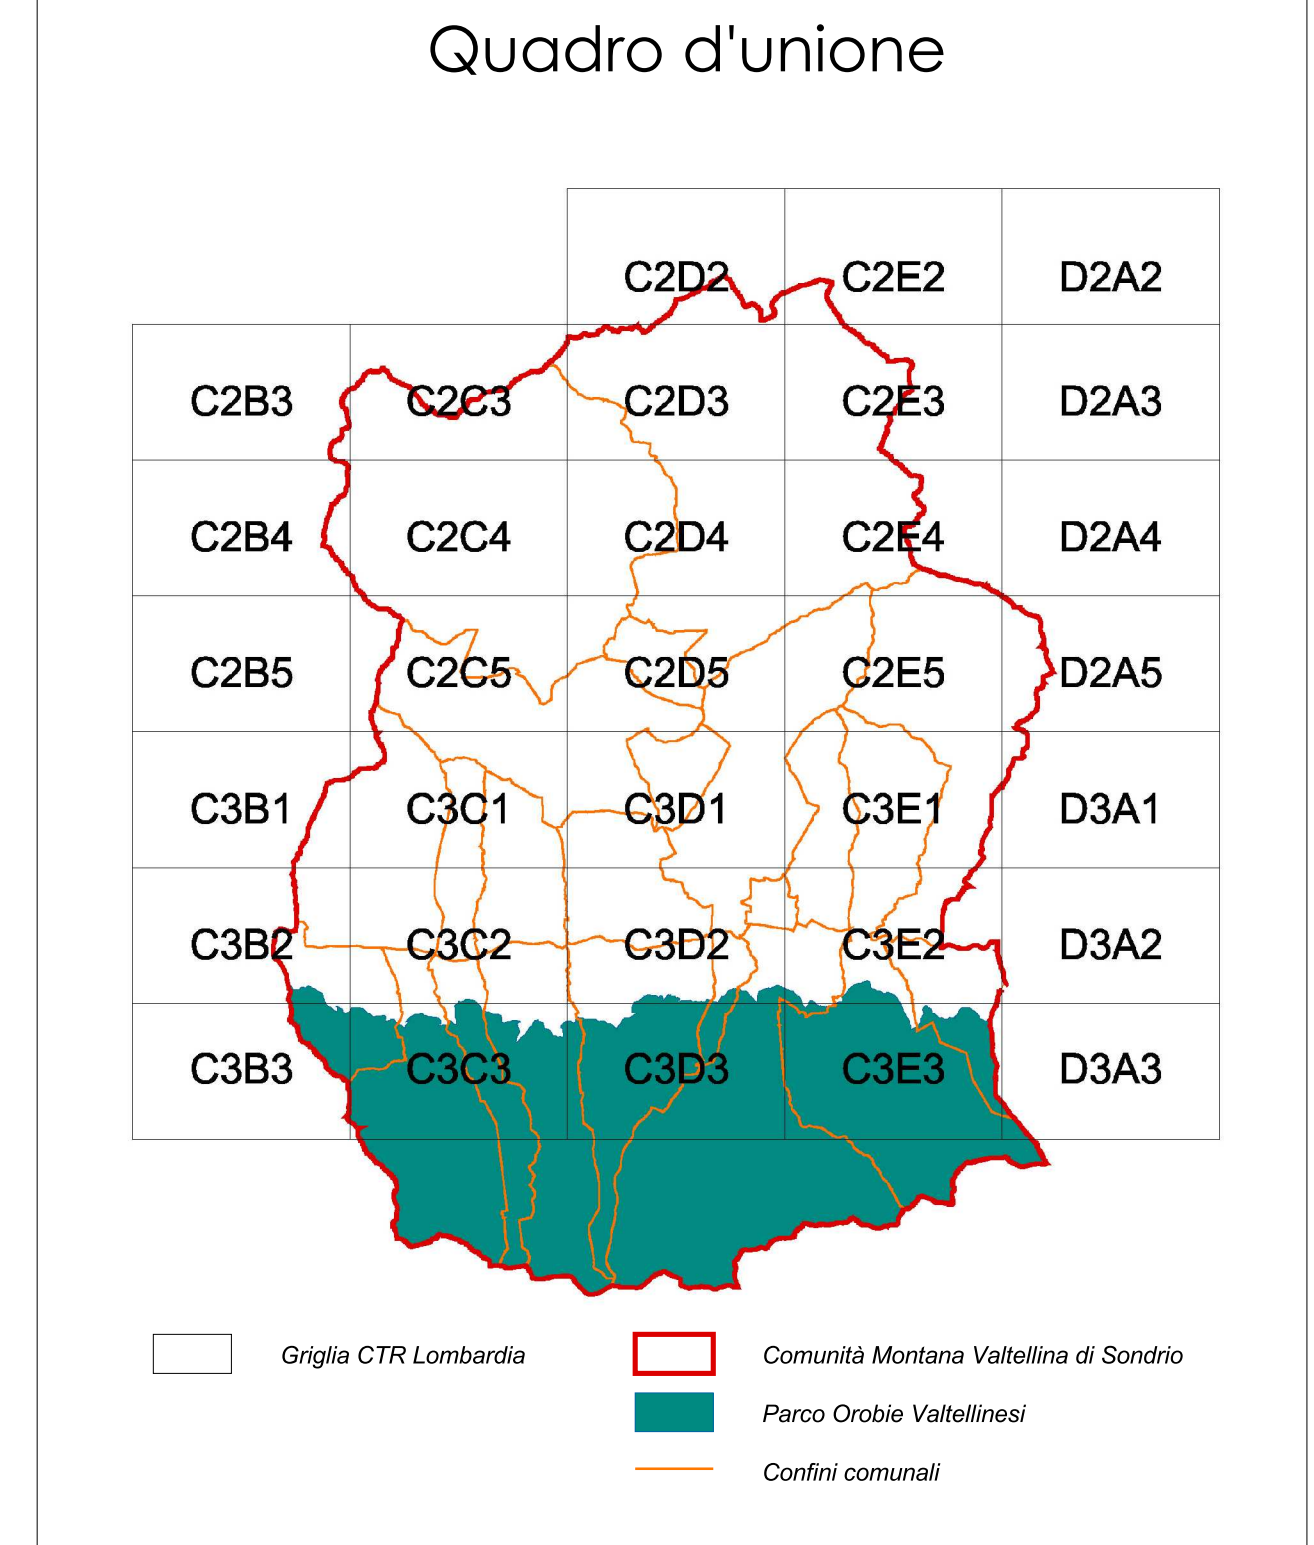 Quadro d'unione
C2D2 C2E2 D2A2
C2B3 C2C3 C2D3 C2E3 D2A3
C2B4 C2C4 C2D4 C2E4 D2A4
C2B5 C2C5 C2D5 C2E5 D2A5
C3B1 C3C1 C3D1 C3E1 D3A1
C3B2 C3C2 C3D2 C3E2 D3A2
C3B3 C3C3 C3D3 C3E3 D3A3
Griglia CTR Lombardia
Comunità Montana Valtellina di Sondrio
Parco Orobie Valtellinesi
Confini comunali